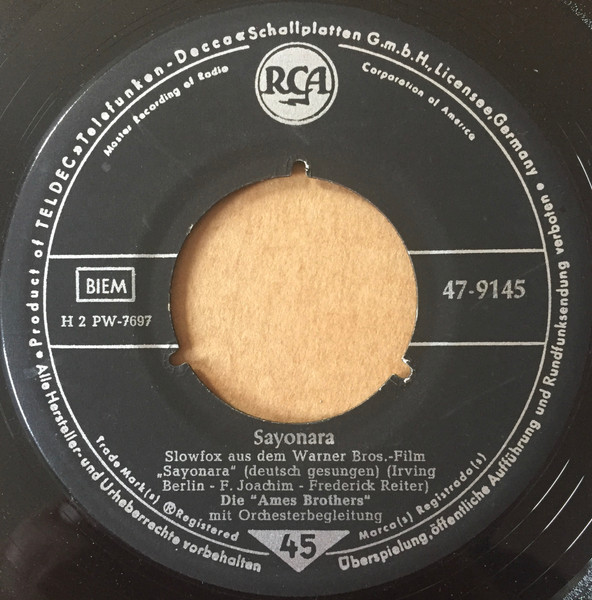 Product of TELDEC »Telefunken - Decca« Schallplatten G.m.b.H., Licensee Germany
Master Recording of Radio
RCA
Corporation of America
BIEM
47-9145
H 2 PW-7697
Sayonara
Slowfox aus dem Warner Bros.-Film
„Sayonara“ (deutsch gesungen) (Irving
Berlin - F. Joachim - Frederick Reiter)
Die "Ames Brothers"
mit Orchesterbegleitung
Trade Mark(s) ®Registered
Marca(s) Registrada(s)
45
Alle Hersteller- und Urheberrechte vorbehalten
Überspielung, öffentliche Aufführung und Rundfunksendung verboten